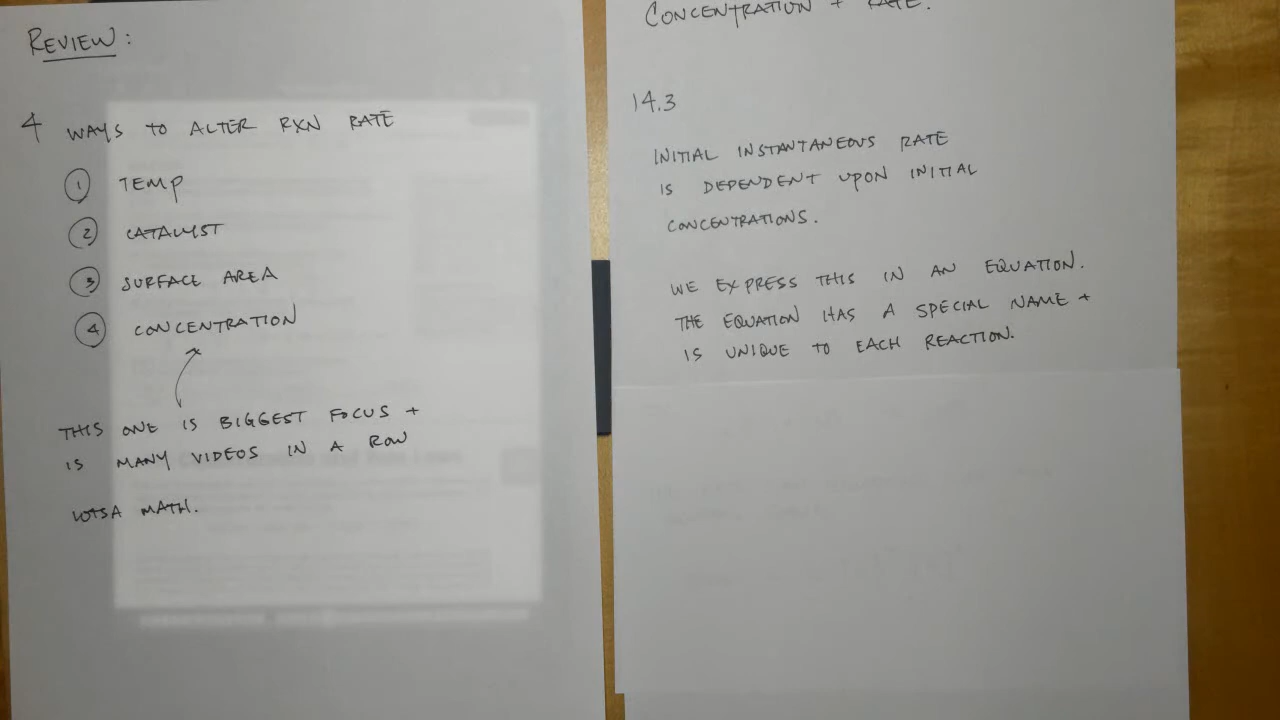 REVIEW:
4 WAYS TO ALTER RXN RATE
1 TEMP
2 CATALYST
3 SURFACE AREA
4 CONCENTRATION
THIS ONE IS BIGGEST FOCUS +
IS MANY VIDEOS IN A ROW
LOTSA MATH.
CONCENTRATION + RATE.
14.3
INITIAL INSTANTANEOUS RATE
IS DEPENDENT UPON INITIAL
CONCENTRATIONS.
WE EXPRESS THIS IN AN EQUATION.
THE EQUATION HAS A SPECIAL NAME +
IS UNIQUE TO EACH REACTION.